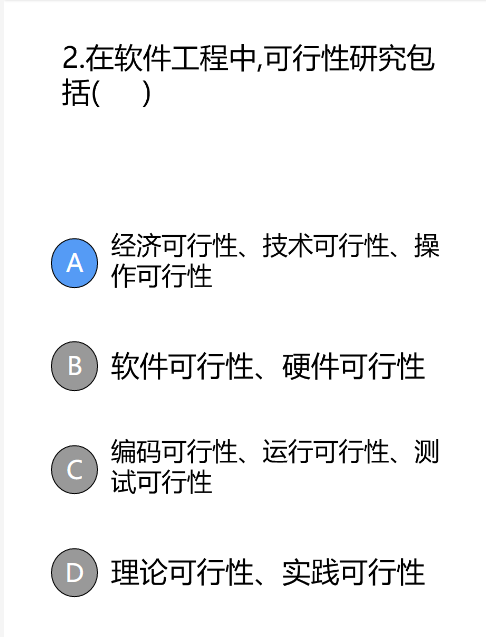 2.在软件工程中,可行性研究包
括(    )
A
经济可行性、技术可行性、操
作可行性
B
软件可行性、硬件可行性
C
编码可行性、运行可行性、测
试可行性
D
理论可行性、实践可行性